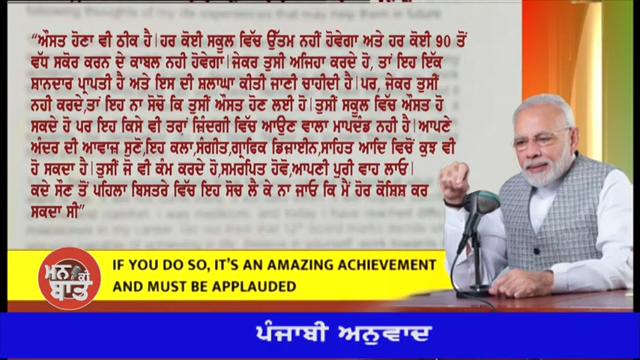 “ਔਸਤ ਹੋਣਾ ਵੀ ਠੀਕ ਹੈ।ਹਰ ਕੋਈ ਸਕੂਲ ਵਿੱਚ ਉੱਤਮ ਨਹੀਂ ਹੋਵੇਗਾ ਅਤੇ ਹਰ ਕੋਈ 90 ਤੋਂ
ਵੱਧ ਸਕੋਰ ਕਰਨ ਦੇ ਕਾਬਲ ਨਹੀ ਹੋਵੇਗਾ।ਜੇਕਰ ਤੁਸੀ ਅਜਿਹਾ ਕਰਦੇ ਹੋ, ਤਾਂ ਇਹ ਇੱਕ
ਸ਼ਾਨਦਾਰ ਪ੍ਰਾਪਤੀ ਹੈ ਅਤੇ ਇਸ ਦੀ ਸ਼ਲਾਘਾ ਕੀਤੀ ਜਾਣੀ ਚਾਹੀਦੀ ਹੈ।ਪਰ, ਜੇਕਰ ਤੁਸੀਂ
ਨਹੀ ਕਰਦੇ,ਤਾਂ ਇਹ ਨਾ ਸੋਚੋ ਕਿ ਤੁਸੀਂ ਔਸਤ ਹੋਣ ਲਈ ਹੋ।ਤੁਸੀਂ ਸਕੂਲ ਵਿੱਚ ਔਸਤ ਹੋ
ਸਕਦੇ ਹੋ ਪਰ ਇਹ ਕਿਸੇ ਵੀ ਤਰ੍ਹਾਂ ਜ਼ਿੰਦਗੀ ਵਿੱਚ ਆਉਣ ਵਾਲਾ ਮਾਪਦੰਡ ਨਹੀ ਹੈ।ਆਪਣੇ
ਅੰਦਰ ਦੀ ਆਵਾਜ਼ ਸੁਣੋ,ਇਹ ਕਲਾ,ਸੰਗੀਤ,ਗ੍ਰਾਫਿਕ ਡਿਜ਼ਾਈਨ,ਸਾਹਿਤ ਆਦਿ ਵਿਚੋਂ ਕੁਝ ਵੀ
ਹੋ ਸਕਦਾ ਹੈ।ਤੁਸੀਂ ਜੋ ਵੀ ਕੰਮ ਕਰਦੇ ਹੋ,ਸਮਰਪਿਤ ਹੋਵੋ,ਆਪਣੀ ਪੂਰੀ ਵਾਹ ਲਾਓ।
ਕਦੇ ਸੌਣ ਤੋਂ ਪਹਿਲਾ ਬਿਸਤਰੇ ਵਿੱਚ ਇਹ ਸੋਚ ਲੈ ਕੇ ਨਾ ਜਾਓ ਕਿ ਮੈਂ ਹੋਰ ਕੋਸ਼ਿਸ਼ ਕਰ
ਸਕਦਾ ਸੀ”
ਮਨ ਕੀ
ਬਾਤ
IF YOU DO SO, IT'S AN AMAZING ACHIEVEMENT
AND MUST BE APPLAUDED
ਪੰਜਾਬੀ ਅਨੁਵਾਦ